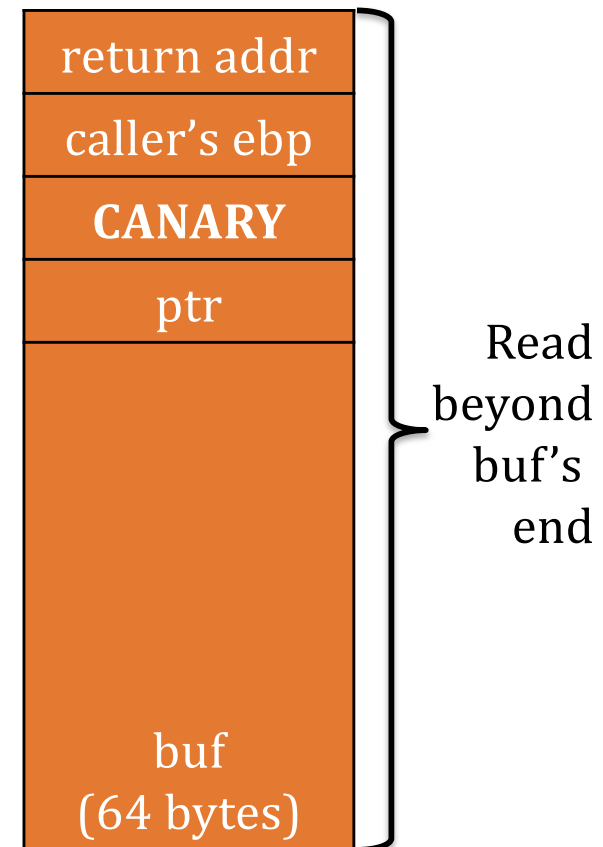 return addr
caller’s ebp
CANARY
ptr
Read
beyond
buf’s
end
buf
(64 bytes)